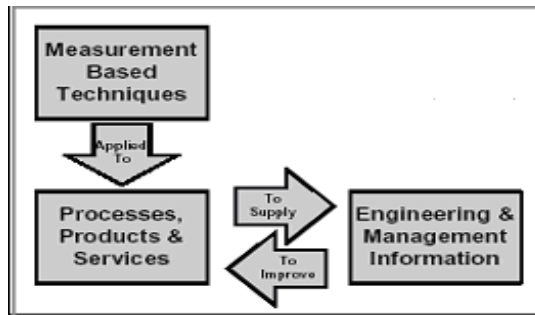 Measurement
Based
Techniques
Applied
To
Processes,
Products &
Services
To
Supply
To
Improve
Engineering &
Management
Information